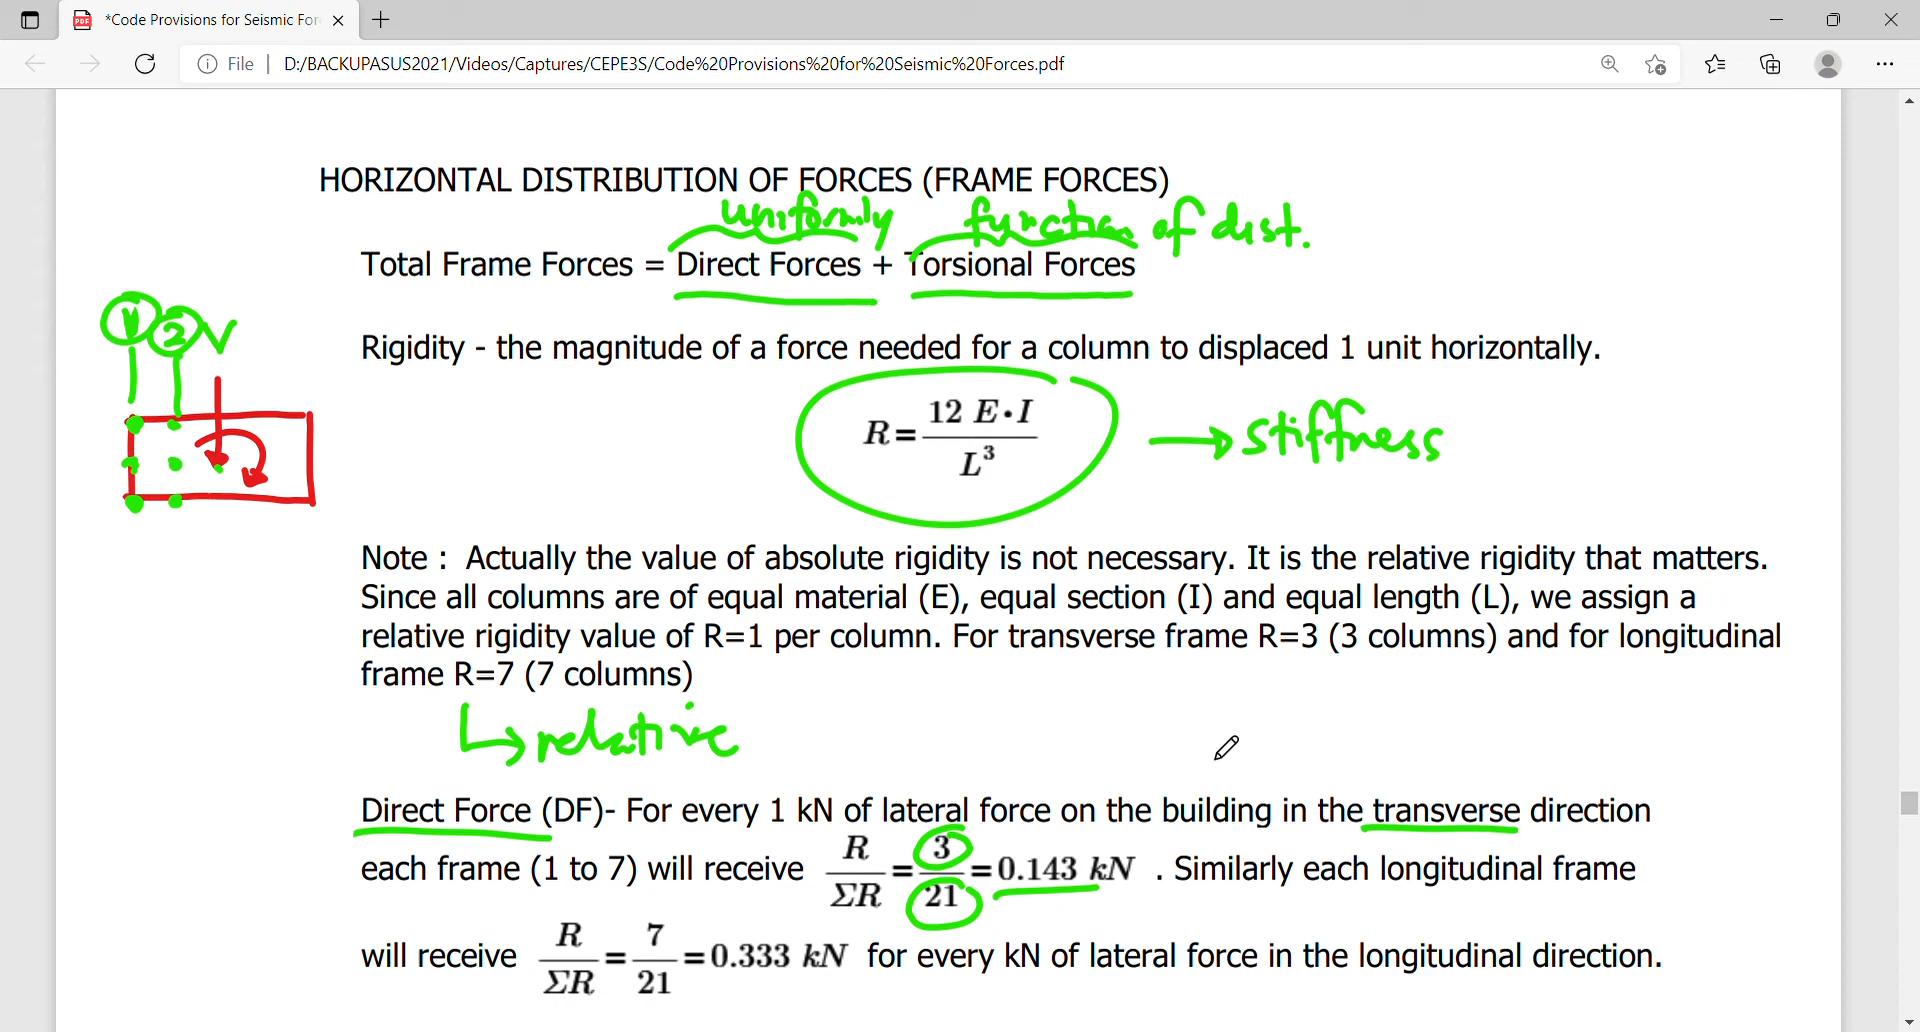 *Code Provisions for Seismic For
File
D:/BACKUPASUS2021/Videos/Captures/CEPE3S/Code%20Provisions%20for%20Seismic%20Forces.pdf
HORIZONTAL DISTRIBUTION OF FORCES (FRAME FORCES)
uniformly function of dist.
Total Frame Forces = Direct Forces + Torsional Forces
1 2 V
Rigidity - the magnitude of a force needed for a column to displaced 1 unit horizontally.
R = 12 E·I / L³
→ stiffness
Note : Actually the value of absolute rigidity is not necessary. It is the relative rigidity that matters.
Since all columns are of equal material (E), equal section (I) and equal length (L), we assign a
relative rigidity value of R=1 per column. For transverse frame R=3 (3 columns) and for longitudinal
frame R=7 (7 columns)
↳ relative
Direct Force (DF)- For every 1 kN of lateral force on the building in the transverse direction
each frame (1 to 7) will receive R / ΣR = 3 / 21 = 0.143 kN . Similarly each longitudinal frame
will receive R / ΣR = 7 / 21 = 0.333 kN for every kN of lateral force in the longitudinal direction.